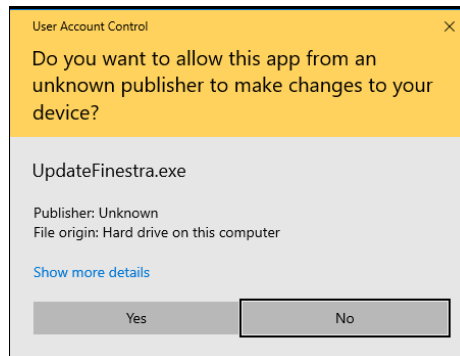 User Account Control
Do you want to allow this app from an
unknown publisher to make changes to your
device?
UpdateFinestra.exe
Publisher: Unknown
File origin: Hard drive on this computer
Show more details
Yes
No